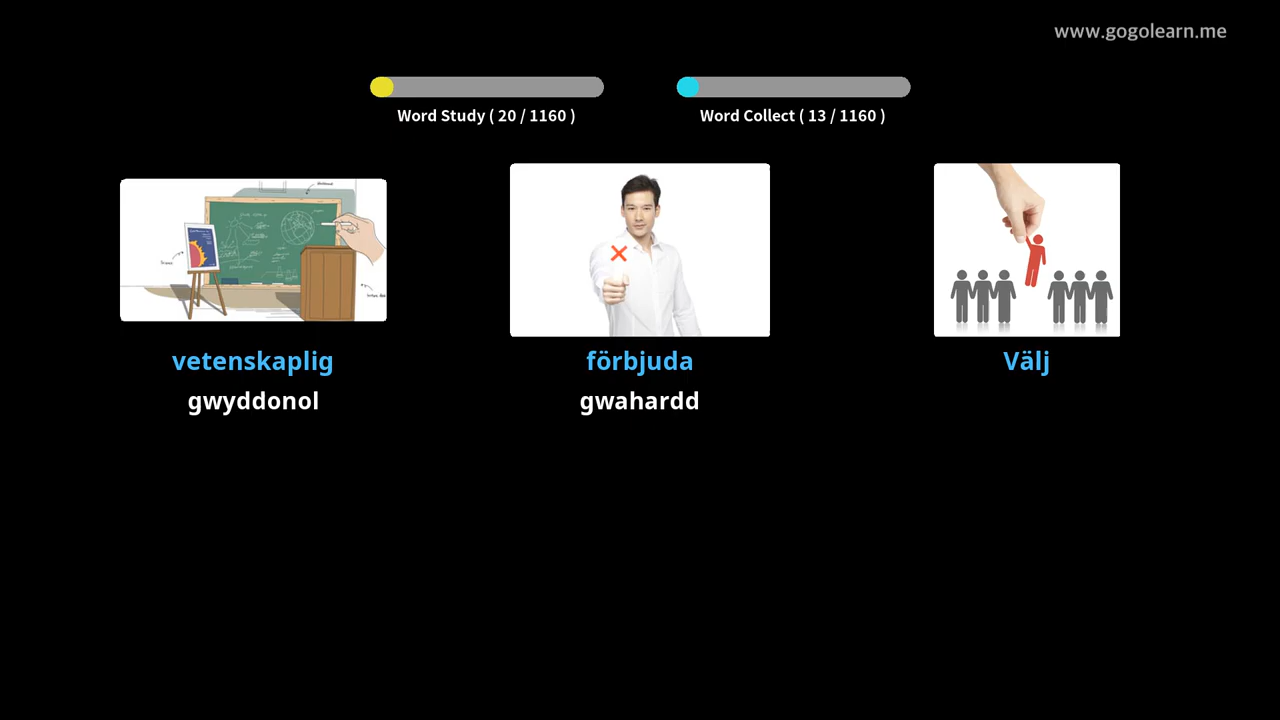 www.gogolearn.me
Word Study ( 20 / 1160 )
Word Collect ( 13 / 1160 )
vetenskaplig
förbjuda
Välj
gwyddonol
gwahardd